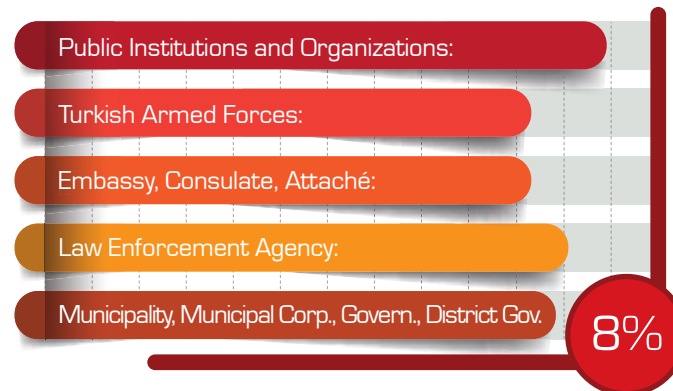 Public Institutions and Organizations:
Turkish Armed Forces:
Embassy, Consulate, Attaché:
Law Enforcement Agency:
Municipality, Municipal Corp., Govern., District Gov.
8%